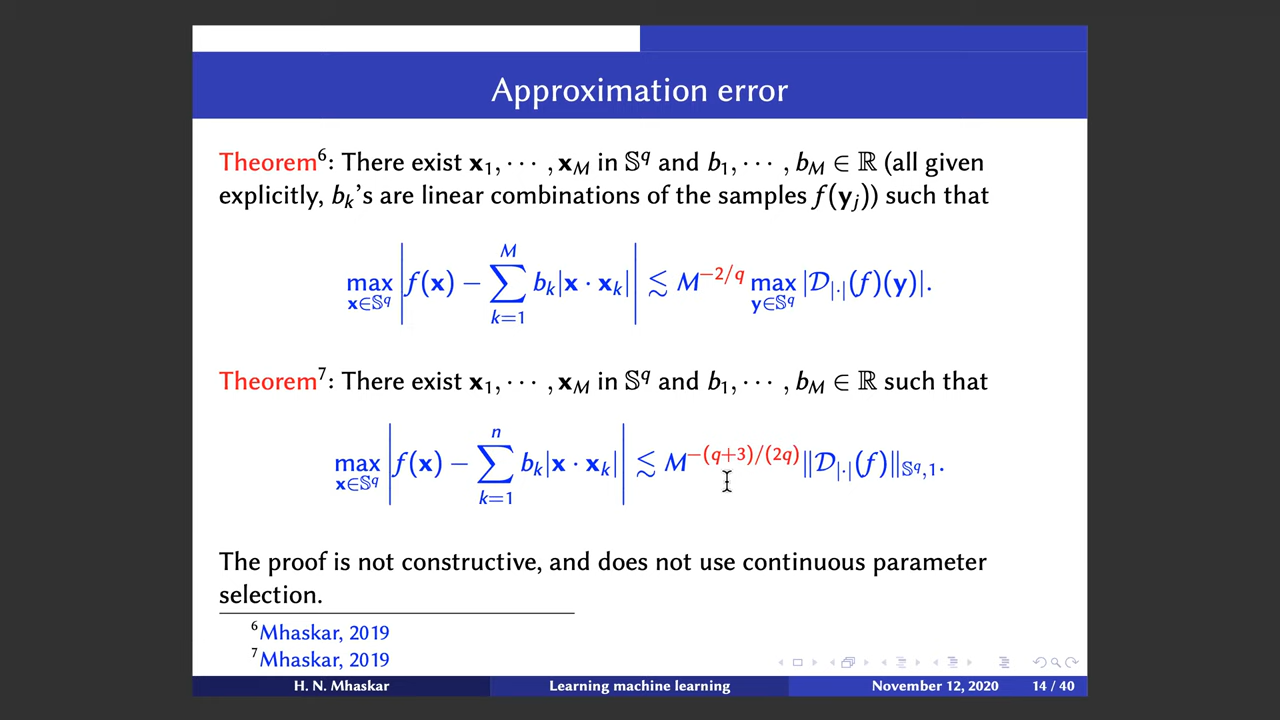 Approximation error
Theorem⁶: There exist x₁, ⋯ , x_M in 𝕊^q and b₁, ⋯ , b_M ∈ ℝ (all given
explicitly, b_k's are linear combinations of the samples f(y_j)) such that
max_{x∈𝕊^q} |f(x) − ∑_{k=1}^{M} b_k|x · x_k|| ≲ M^{−2/q} max_{y∈𝕊^q} |𝒟_{|·|}(f)(y)|.
Theorem⁷: There exist x₁, ⋯ , x_M in 𝕊^q and b₁, ⋯ , b_M ∈ ℝ such that
max_{x∈𝕊^q} |f(x) − ∑_{k=1}^{n} b_k|x · x_k|| ≲ M^{−(q+3)/(2q)} ‖𝒟_{|·|}(f)‖_{𝕊^q,1}.
The proof is not constructive, and does not use continuous parameter
selection.
⁶Mhaskar, 2019
⁷Mhaskar, 2019
H. N. Mhaskar Learning machine learning November 12, 2020 14 / 40